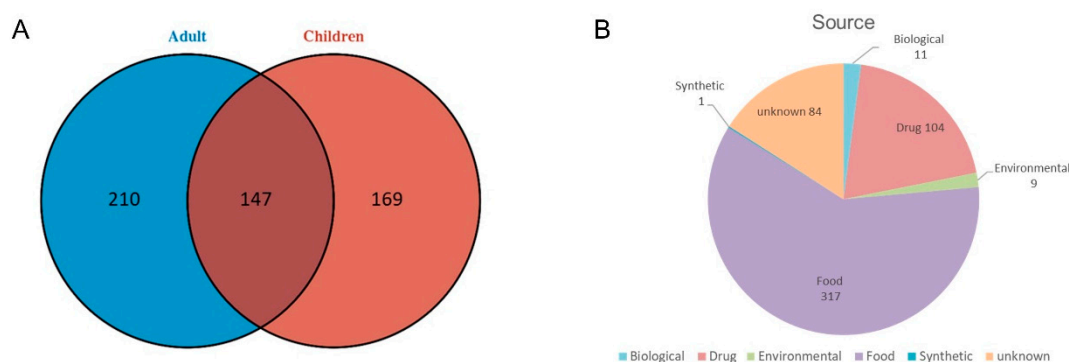 A
Adult
Children
210
147
169
B
Source
Biological
11
Synthetic
1
unknown 84
Drug 104
Environmental
9
Food
317
Biological Drug Environmental Food Synthetic unknown